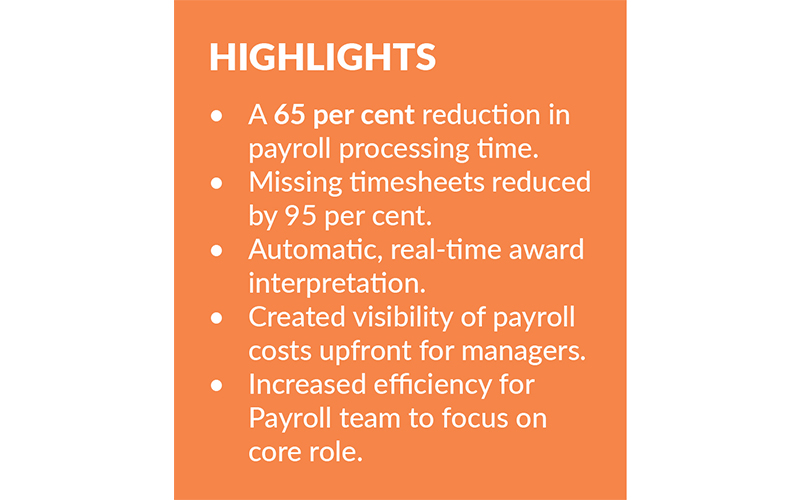 HIGHLIGHTS
• A 65 per cent reduction in
payroll processing time.
• Missing timesheets reduced
by 95 per cent.
• Automatic, real-time award
interpretation.
• Created visibility of payroll
costs upfront for managers.
• Increased efficiency for
Payroll team to focus on
core role.